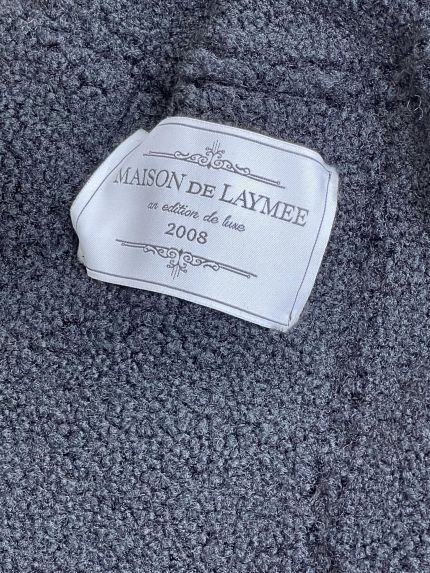 MAISON DE LAYMEE
an edition de luxe
2008